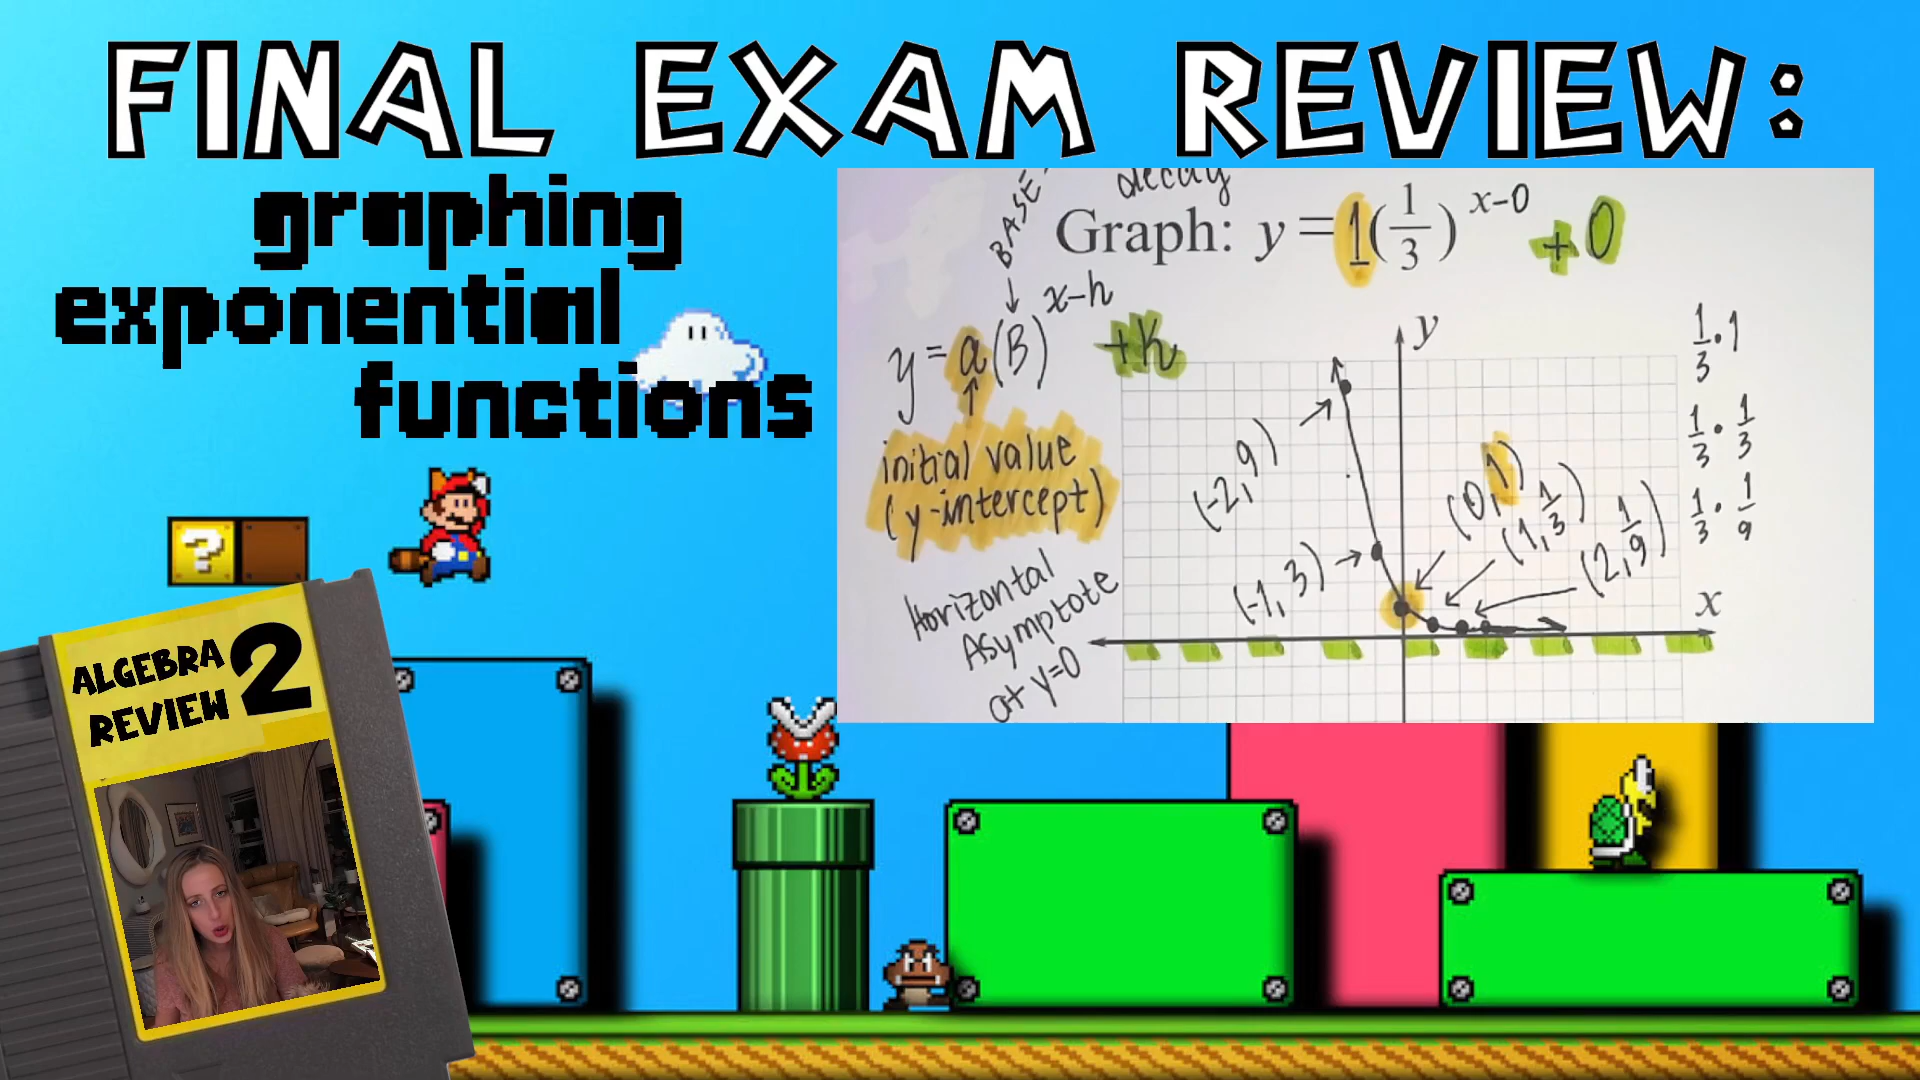 FINAL EXAM REVIEW:
graphing
exponential
functions
decay
BASE
Graph: y = 1(1/3)^x-0 + 0
y = a(B)^x-h + K
initial value
(y-intercept)
Horizontal
Asymptote
at y=0
y
x
(-2, 9)
(-1, 3)
(0, 1)
(1, 1/3)
(2, 1/9)
1/3 · 1
1/3 · 1/3
1/3 · 1/9
?
ALGEBRA 2
REVIEW